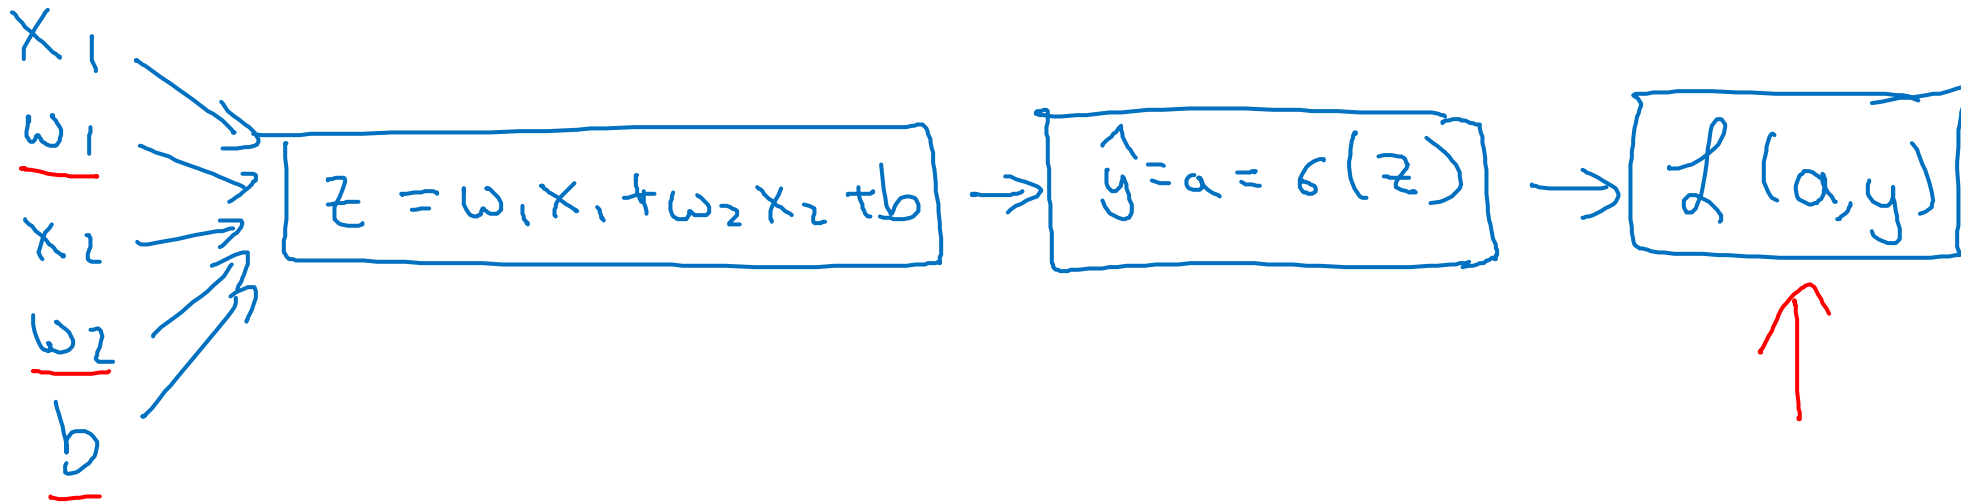 x₁
w₁
x₂
w₂
b
z = w₁x₁ + w₂x₂ + b
ŷ = a = σ(z)
ℒ(a, y)